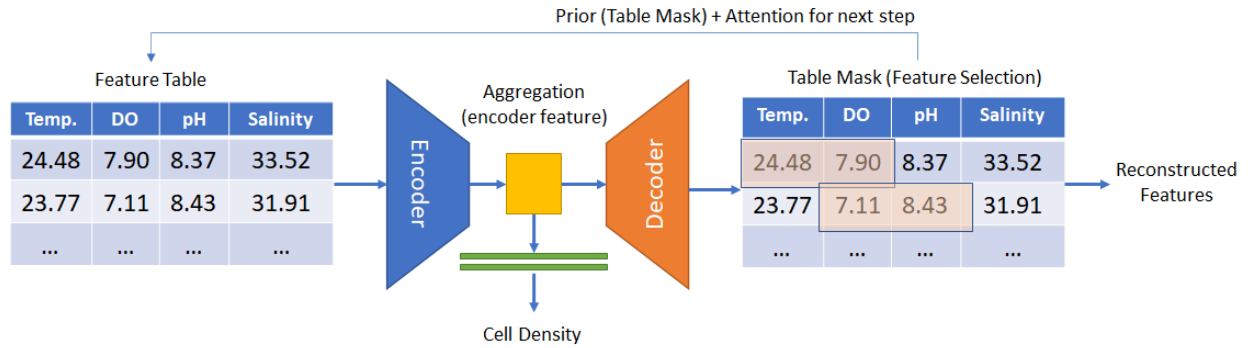 Prior (Table Mask) + Attention for next step
Feature Table
Temp. DO pH Salinity
24.48 7.90 8.37 33.52
23.77 7.11 8.43 31.91
... ... ... ...
Encoder
Aggregation
(encoder feature)
Cell Density
Decoder
Table Mask (Feature Selection)
Temp. DO pH Salinity
24.48 7.90 8.37 33.52
23.77 7.11 8.43 31.91
... ... ... ...
Reconstructed
Features